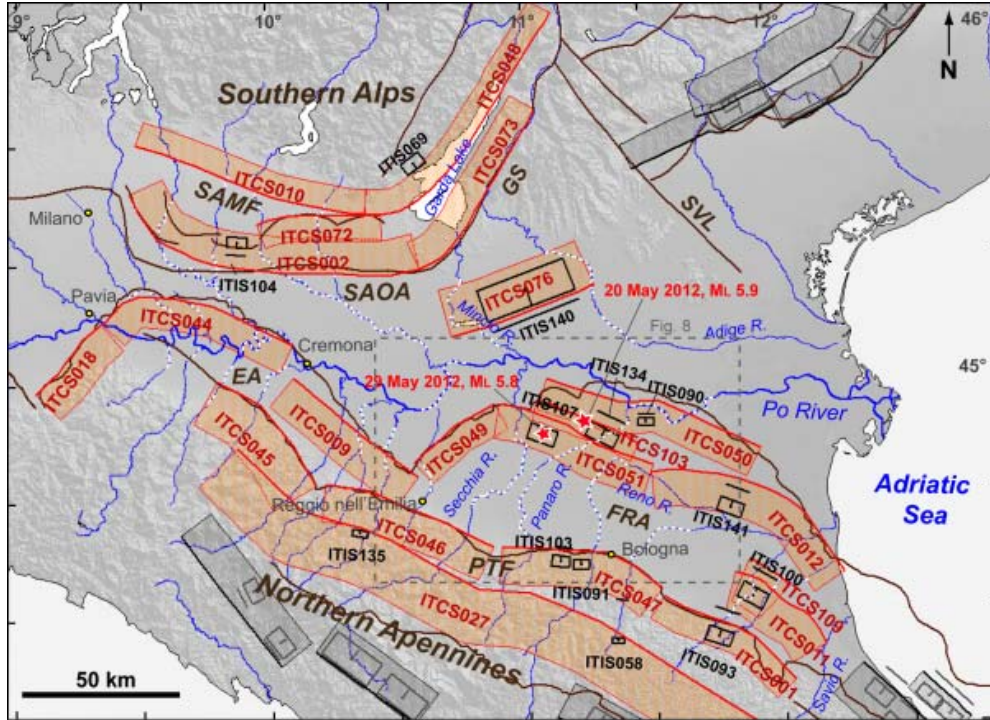 9°
10°
11°
12°
46°
N
Southern Alps
ITCS048
ITIS069
ITCS073
Garda Lake
ITCS010
GS
SAMF
SVL
Milano
ITCS072
ITCS002
ITIS104
SAOA
ITCS076
20 May 2012, ML 5.9
ITIS140
Mincio R.
Fig. 8
Adige R.
Pavia
ITCS044
Cremona
45°
ITCS018
EA
29 May 2012, ML 5.8
ITIS134
ITIS090
Po River
ITIS107
ITCS103
ITCS050
ITCS009
ITCS049
ITCS045
ITCS051
Adriatic
Sea
Secchia R.
Panaro R.
Reno R.
Reggio nell'Emilia
FRA
ITIS141
ITCS012
ITCS046
ITIS103
Bologna
ITIS135
PTF
ITIS100
ITIS091
ITCS047
ITCS109
Northern Apennines
ITCS027
ITCS011
ITIS058
ITIS093
ITCS001
Savio R.
50 km